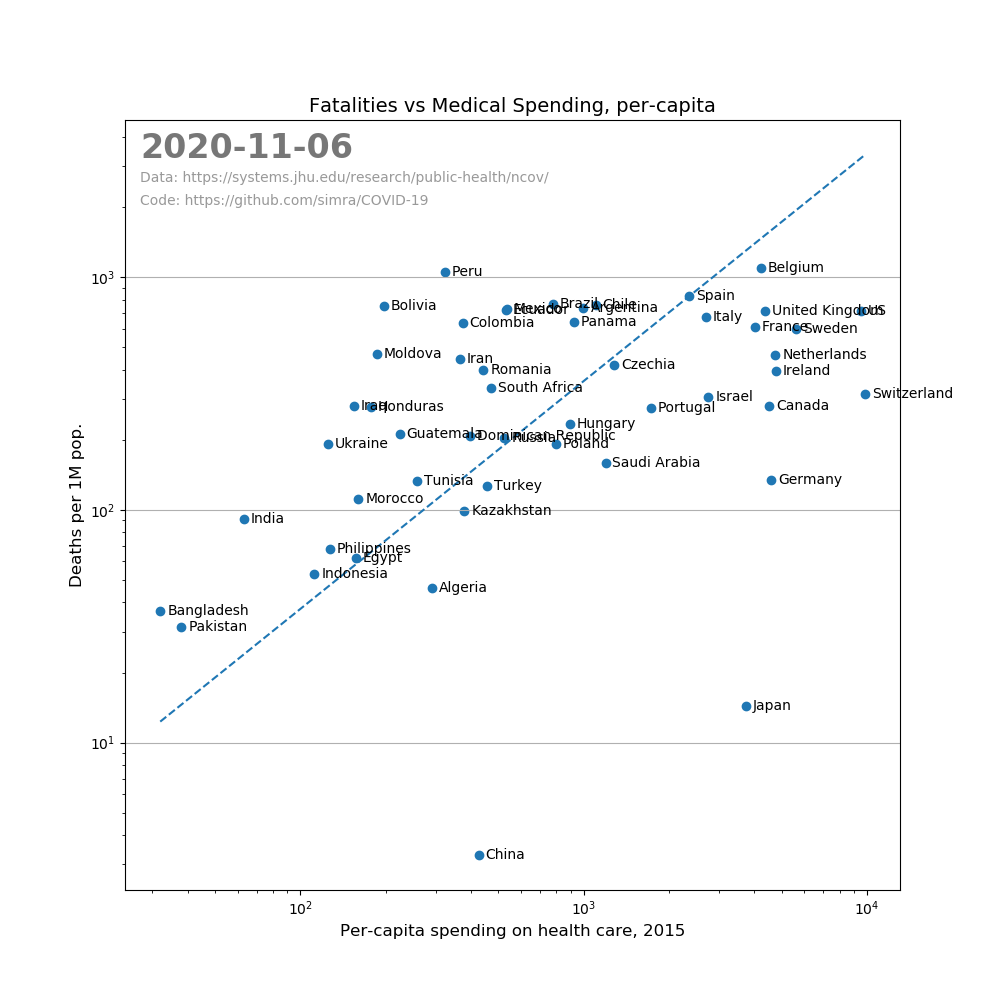 Fatalities vs Medical Spending, per-capita
2020-11-06
Data: https://systems.jhu.edu/research/public-health/ncov/
Code: https://github.com/simra/COVID-19
Deaths per 1M pop.
10³
10²
10¹
Belgium
Peru
Spain
Bolivia
Mexico
Ecuador
Brazil
Chile
Argentina
United Kingdom
US
Colombia
Panama
Italy
France
Sweden
Moldova
Iran
Netherlands
Romania
Czechia
Ireland
South Africa
Switzerland
Israel
Iraq
Honduras
Portugal
Canada
Hungary
Guatemala
Dominican Republic
Russia
Ukraine
Poland
Saudi Arabia
Tunisia
Turkey
Germany
Morocco
Kazakhstan
India
Philippines
Egypt
Indonesia
Algeria
Bangladesh
Pakistan
Japan
China
10²
10³
10⁴
Per-capita spending on health care, 2015